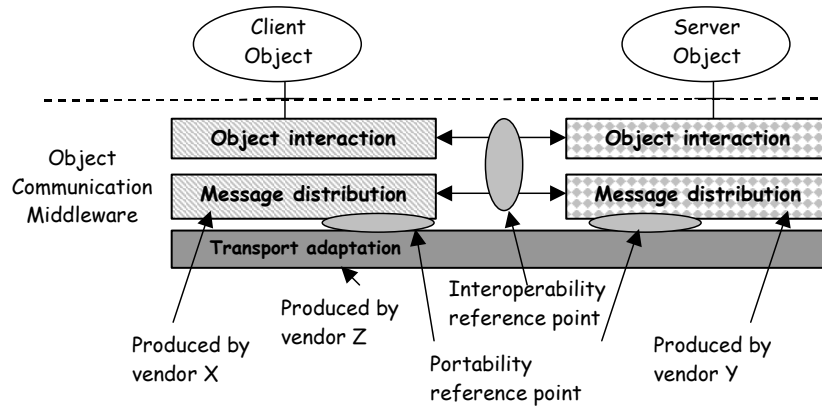 Client
Object
Server
Object
Object interaction
Object interaction
Object
Communication
Middleware
Message distribution
Message distribution
Transport adaptation
Interoperability
reference point
Produced by
vendor Z
Produced by
vendor X
Portability
reference point
Produced by
vendor Y